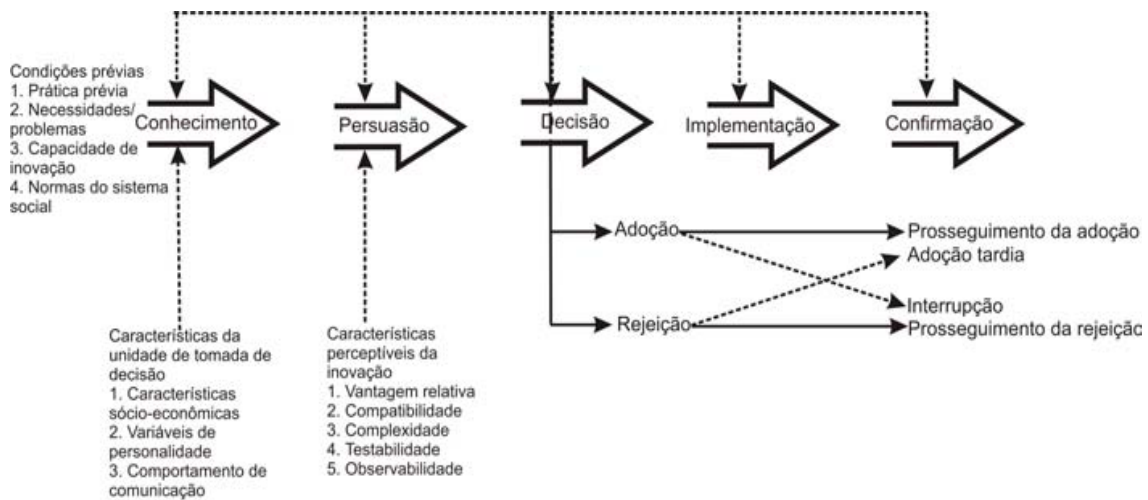 Condições prévias
1. Prática prévia
2. Necessidades/
problemas
3. Capacidade de
inovação
4. Normas do sistema
social
Conhecimento
Persuasão
Decisão
Implementação
Confirmação
Adoção
Prosseguimento da adoção
Adoção tardia
Interrupção
Rejeição
Prosseguimento da rejeição
Características da
unidade de tomada de
decisão
1. Características
sócio-econômicas
2. Variáveis de
personalidade
3. Comportamento de
comunicação
Características
perceptíveis da
inovação
1. Vantagem relativa
2. Compatibilidade
3. Complexidade
4. Testabilidade
5. Observabilidade